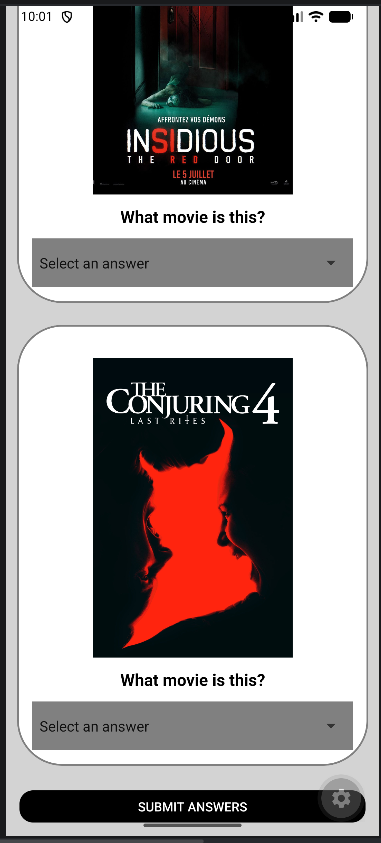 10:01
AFFRONTEZ VOS DÉMONS
INSIDIOUS
THE RED DOOR
LE 5 JUILLET
AU CINÉMA
What movie is this?
Select an answer
THE
CONJURING 4
LAST RITES
What movie is this?
Select an answer
SUBMIT ANSWERS